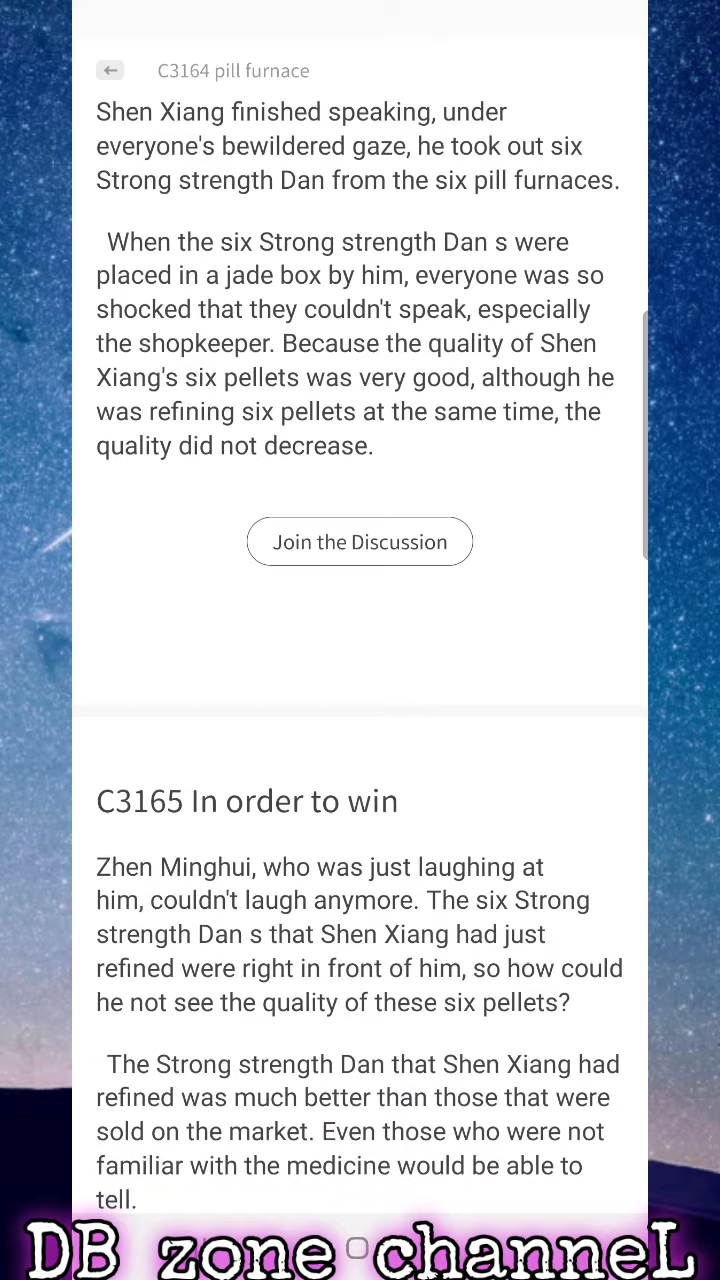 C3164 pill furnace
Shen Xiang finished speaking, under
everyone's bewildered gaze, he took out six
Strong strength Dan from the six pill furnaces.
When the six Strong strength Dan s were
placed in a jade box by him, everyone was so
shocked that they couldn't speak, especially
the shopkeeper. Because the quality of Shen
Xiang's six pellets was very good, although he
was refining six pellets at the same time, the
quality did not decrease.
Join the Discussion
C3165 In order to win
Zhen Minghui, who was just laughing at
him, couldn't laugh anymore. The six Strong
strength Dan s that Shen Xiang had just
refined were right in front of him, so how could
he not see the quality of these six pellets?
The Strong strength Dan that Shen Xiang had
refined was much better than those that were
sold on the market. Even those who were not
familiar with the medicine would be able to
tell.
DB zone channeL